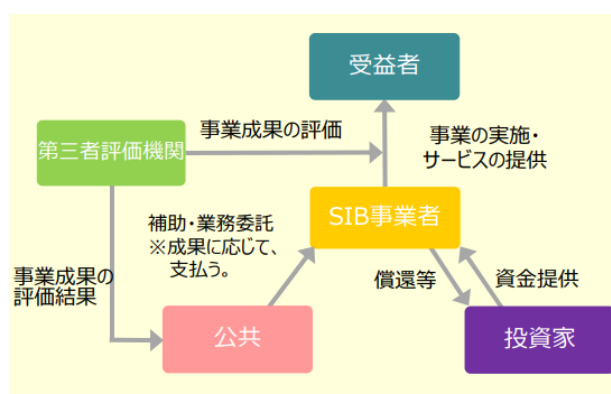 受益者
事業成果の評価
第三者評価機関
事業の実施・
サービスの提供
SIB事業者
補助・業務委託
※成果に応じて、
支払う。
事業成果の
評価結果
償還等
資金提供
公共
投資家